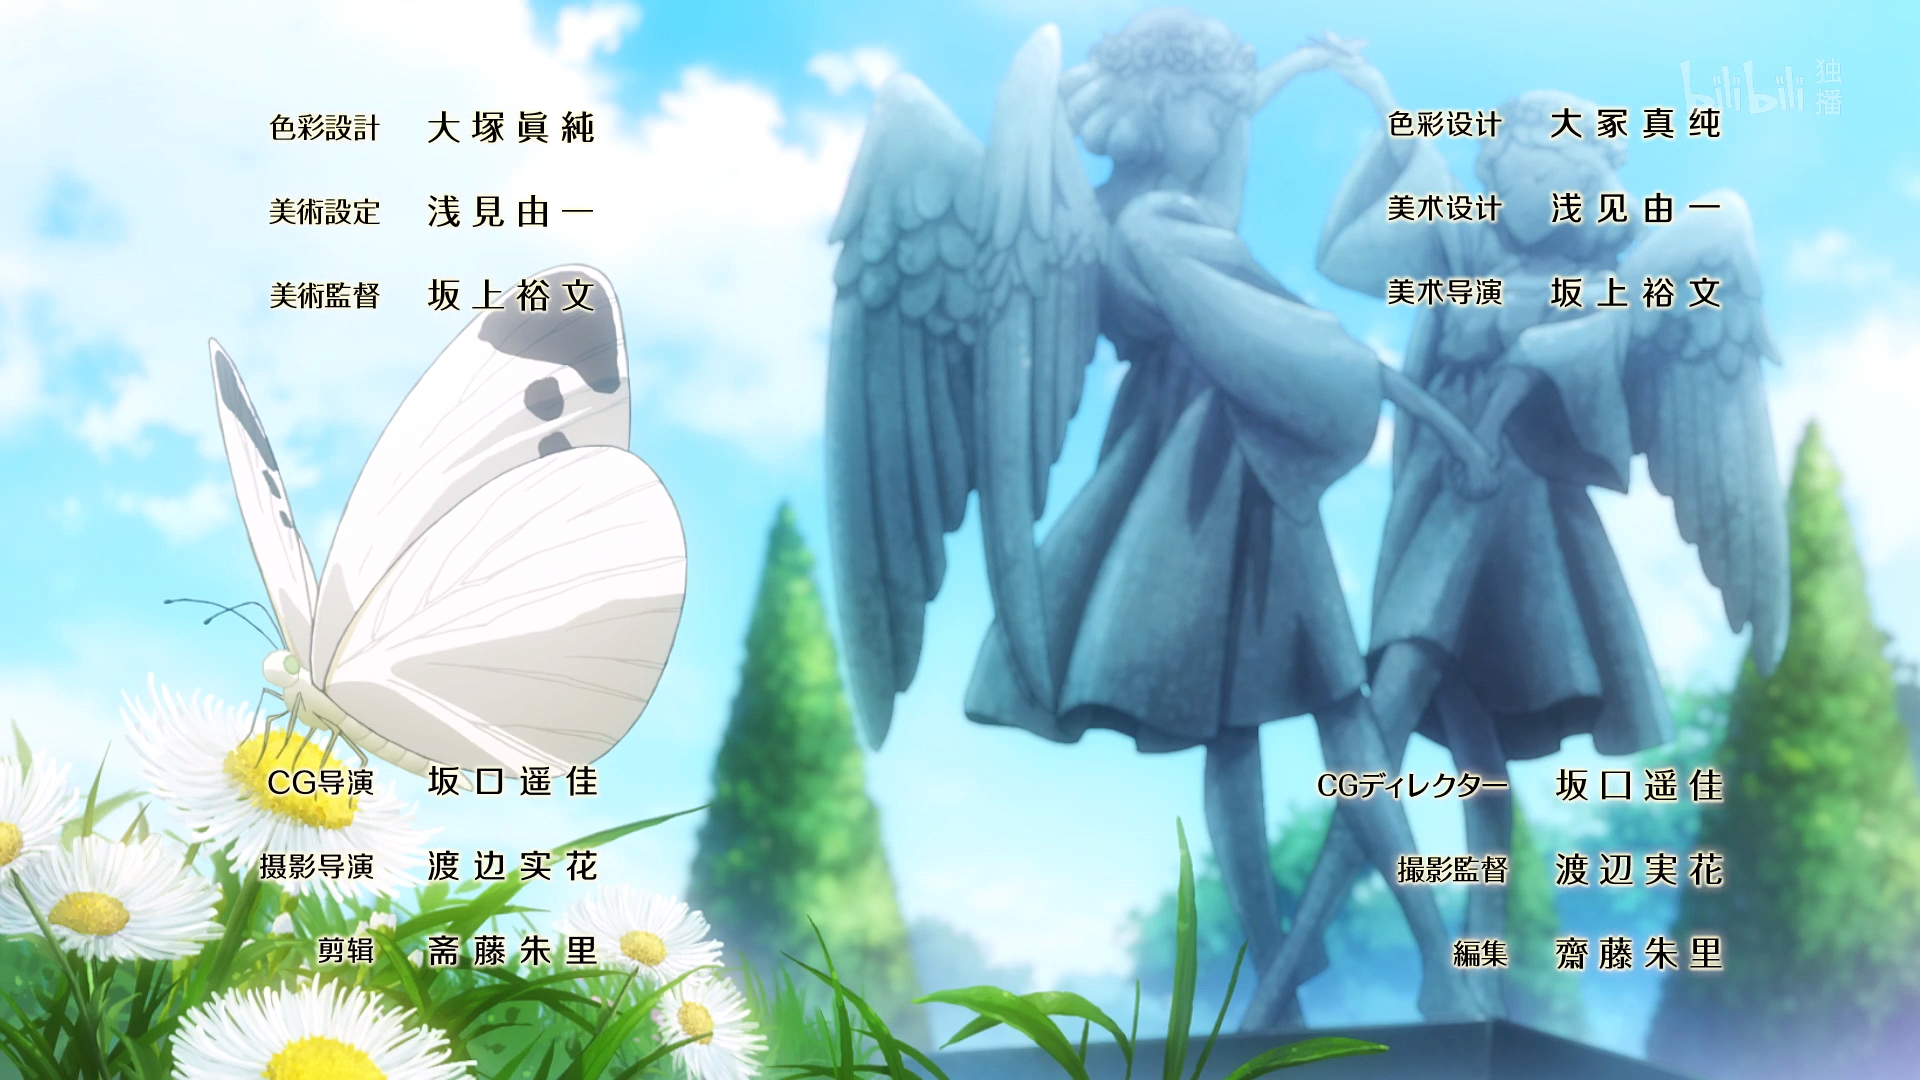 色彩設計 大塚眞純
美術設定 浅見由一
美術監督 坂上裕文
bilibili 独播
色彩设计 大冢真纯
美术设计 浅见由一
美术导演 坂上裕文
CG导演 坂口遥佳
摄影导演 渡边实花
剪辑 斋藤朱里
CGディレクター 坂口遥佳
撮影監督 渡辺実花
編集 齋藤朱里